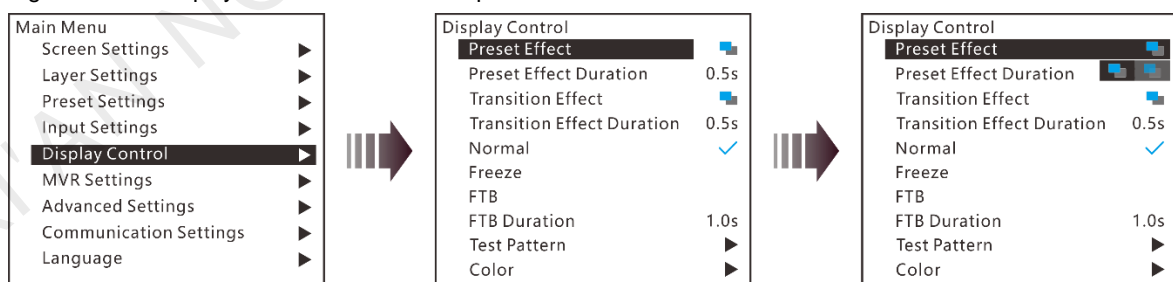 Main Menu
Screen Settings
Layer Settings
Preset Settings
Input Settings
Display Control
MVR Settings
Advanced Settings
Communication Settings
Language
Display Control
Preset Effect
Preset Effect Duration 0.5s
Transition Effect
Transition Effect Duration 0.5s
Normal
Freeze
FTB
FTB Duration 1.0s
Test Pattern
Color
Display Control
Preset Effect
Preset Effect Duration
Transition Effect
Transition Effect Duration 0.5s
Normal
Freeze
FTB
FTB Duration 1.0s
Test Pattern
Color